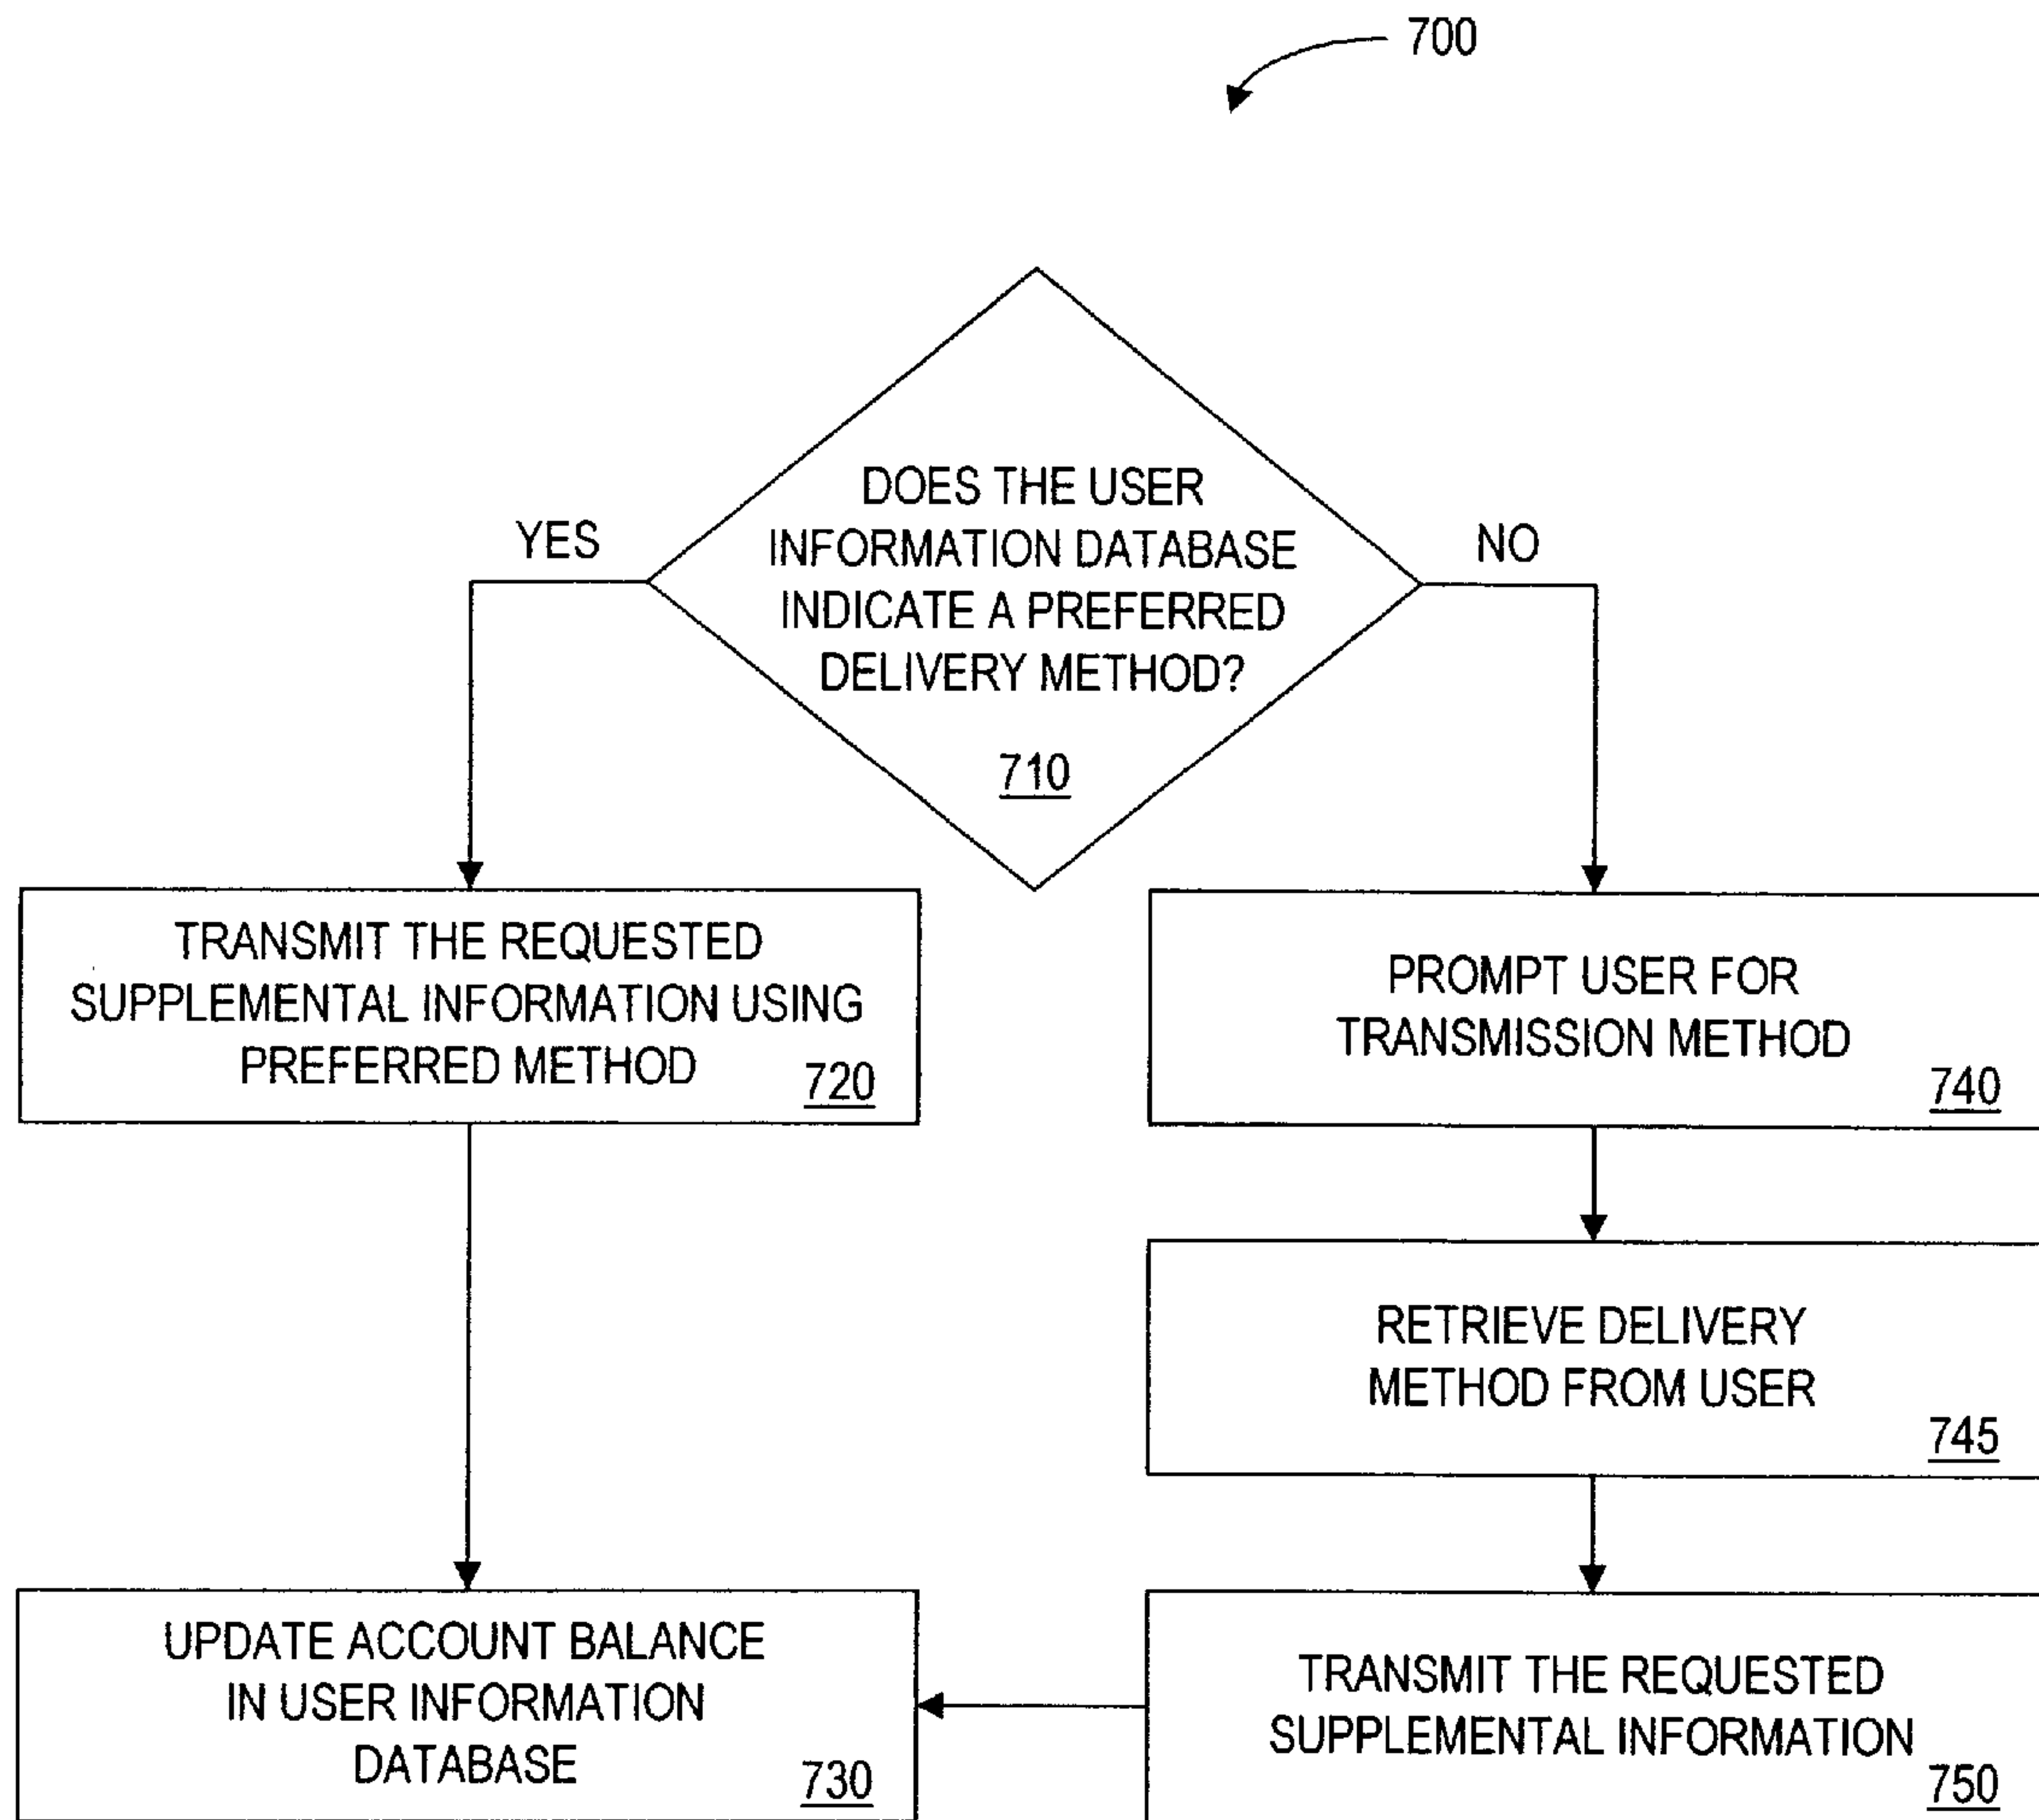 700
DOES THE USER
INFORMATION DATABASE
INDICATE A PREFERRED
DELIVERY METHOD?
710
YES
NO
TRANSMIT THE REQUESTED
SUPPLEMENTAL INFORMATION USING
PREFERRED METHOD
720
PROMPT USER FOR
TRANSMISSION METHOD
740
RETRIEVE DELIVERY
METHOD FROM USER
745
UPDATE ACCOUNT BALANCE
IN USER INFORMATION
DATABASE
730
TRANSMIT THE REQUESTED
SUPPLEMENTAL INFORMATION
750